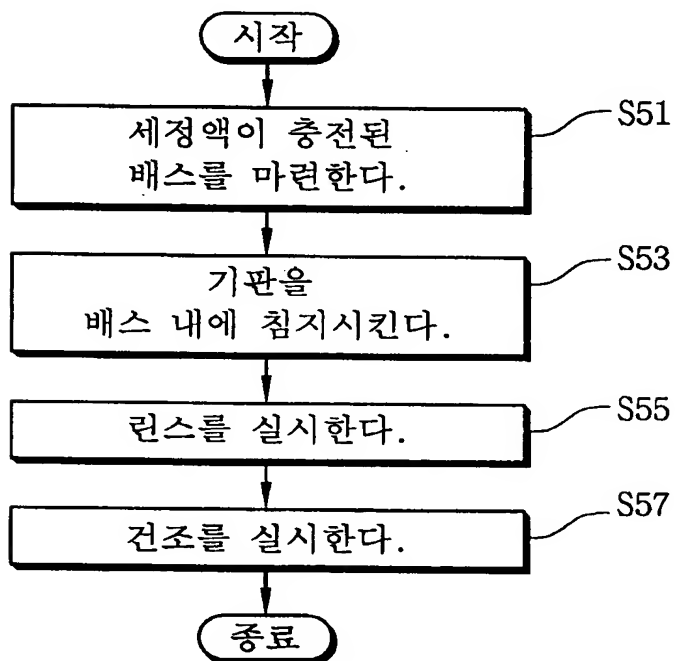 시작
S51
세정액이 충전된
배스를 마련한다.
S53
기판을
배스 내에 침지시킨다.
S55
린스를 실시한다.
S57
건조를 실시한다.
종료